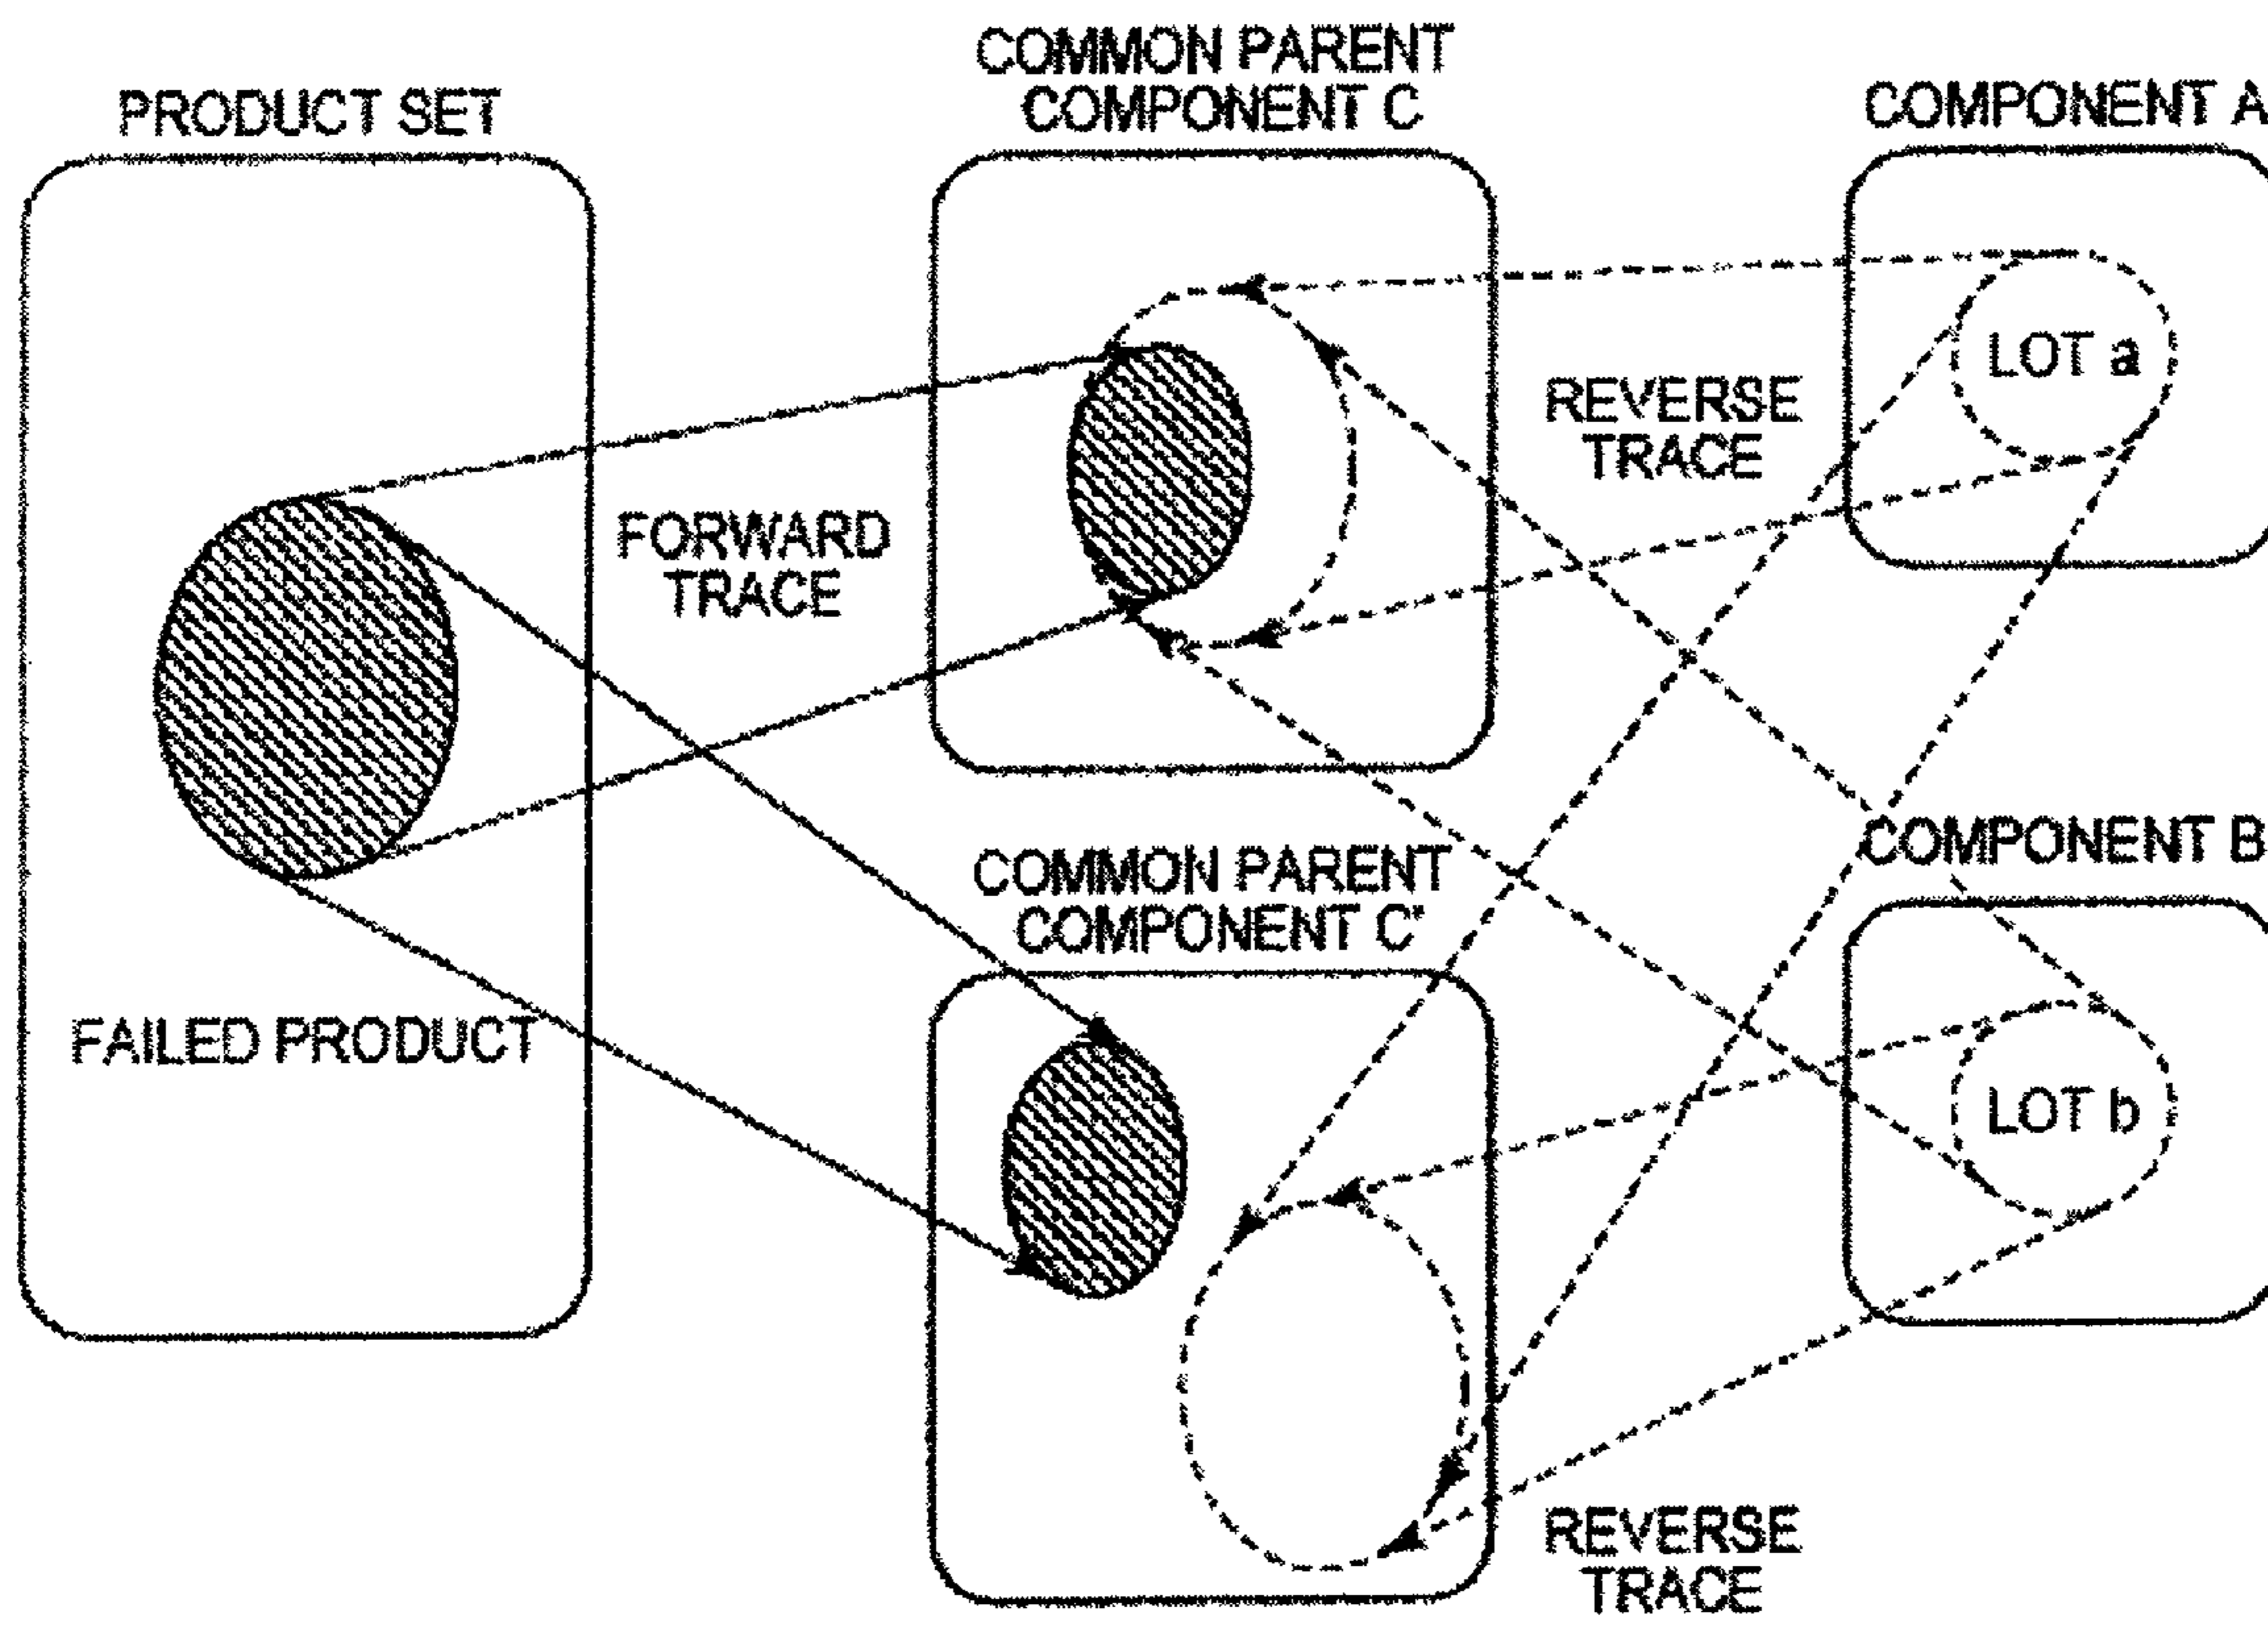 PRODUCT SET
COMMON PARENT
COMPONENT C
COMPONENT A
LOT a
REVERSE
TRACE
FORWARD
TRACE
COMPONENT B
COMMON PARENT
COMPONENT C'
FAILED PRODUCT
LOT b
REVERSE
TRACE